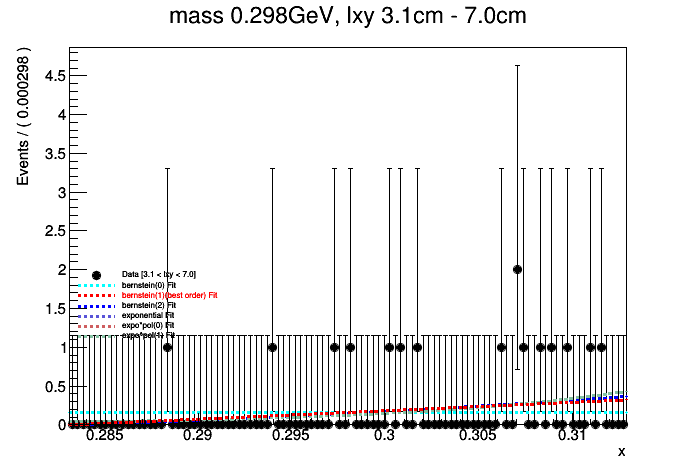 mass 0.298GeV, lxy 3.1cm - 7.0cm
Events / ( 0.000298 )
4.5
4
3.5
3
2.5
2
1.5
1
0.5
0
Data [3.1 < lxy < 7.0]
bernstein(0) Fit
bernstein(1)(best order) Fit
bernstein(2) Fit
exponential Fit
expo*pol(0) Fit
expo*pol(1) Fit
0.285 0.29 0.295 0.3 0.305 0.31
x